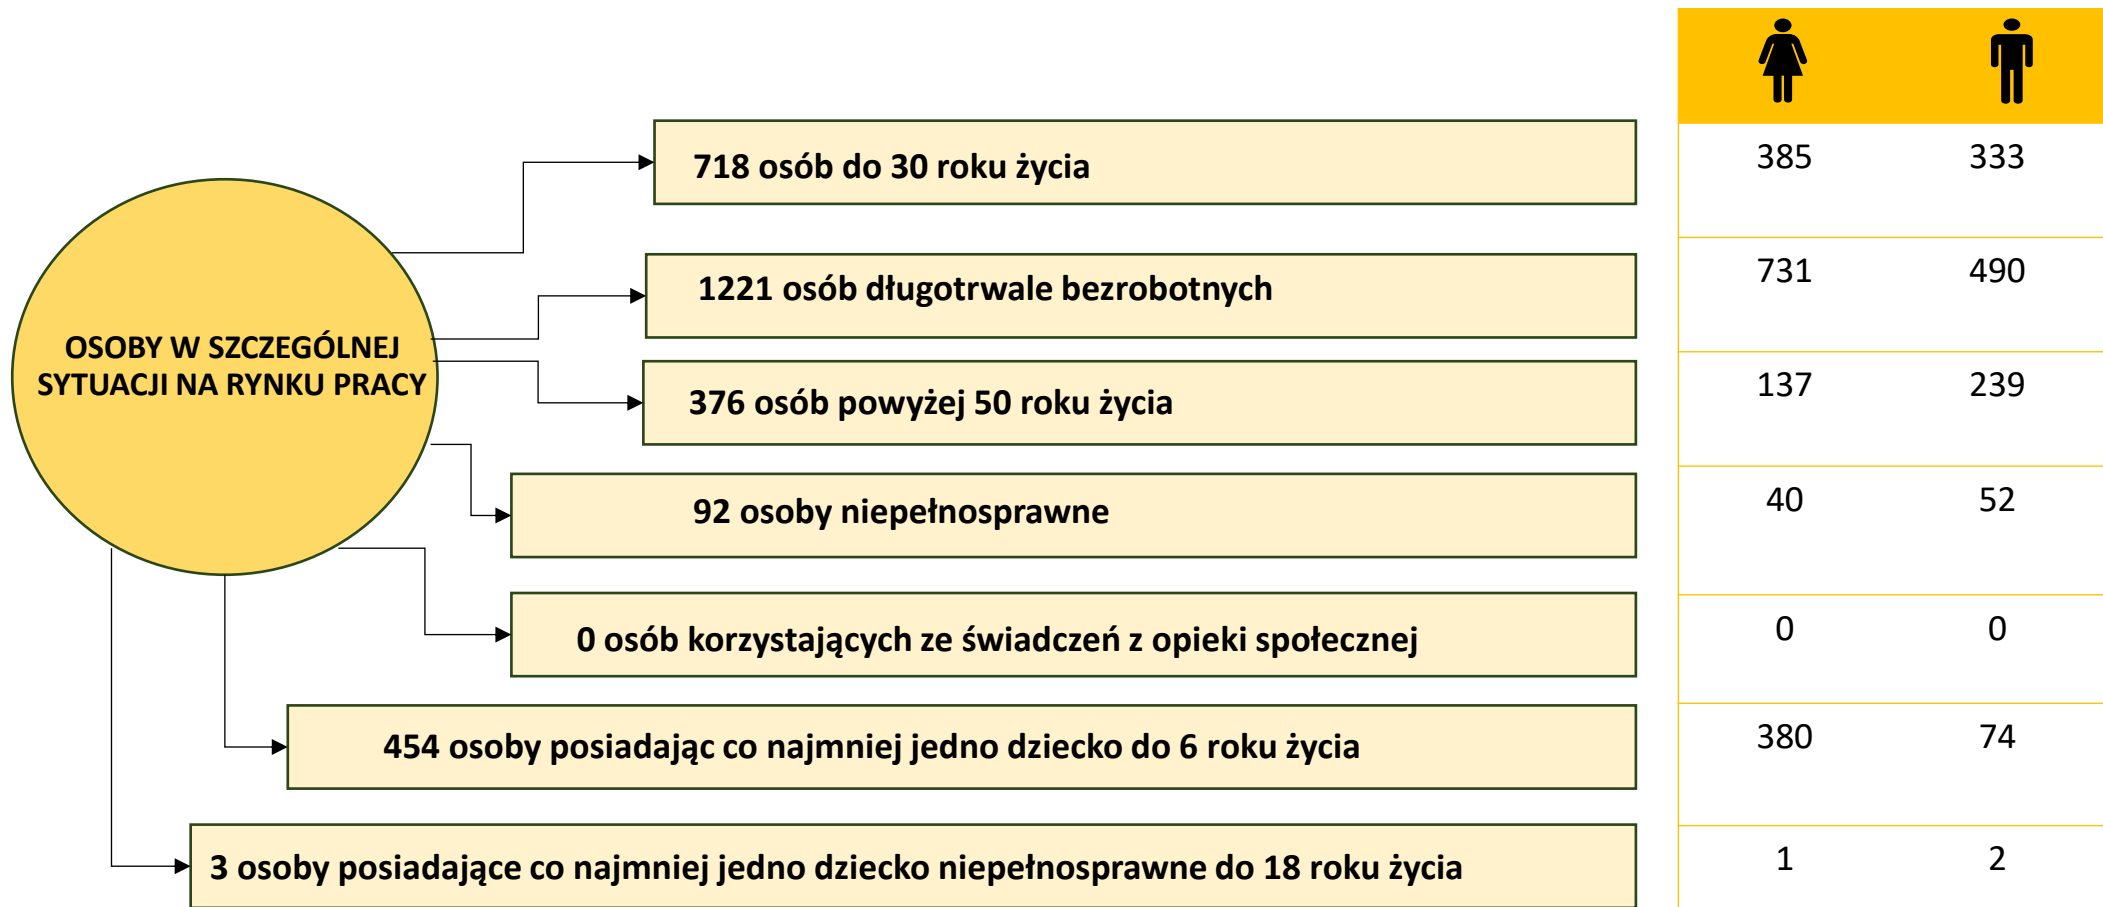 718 osób do 30 roku życia
385 333
1221 osób długotrwale bezrobotnych
731 490
OSOBY W SZCZEGÓLNEJ
SYTUACJI NA RYNKU PRACY
376 osób powyżej 50 roku życia
137 239
92 osoby niepełnosprawne
40 52
0 osób korzystających ze świadczeń z opieki społecznej
0 0
454 osoby posiadając co najmniej jedno dziecko do 6 roku życia
380 74
3 osoby posiadające co najmniej jedno dziecko niepełnosprawne do 18 roku życia
1 2